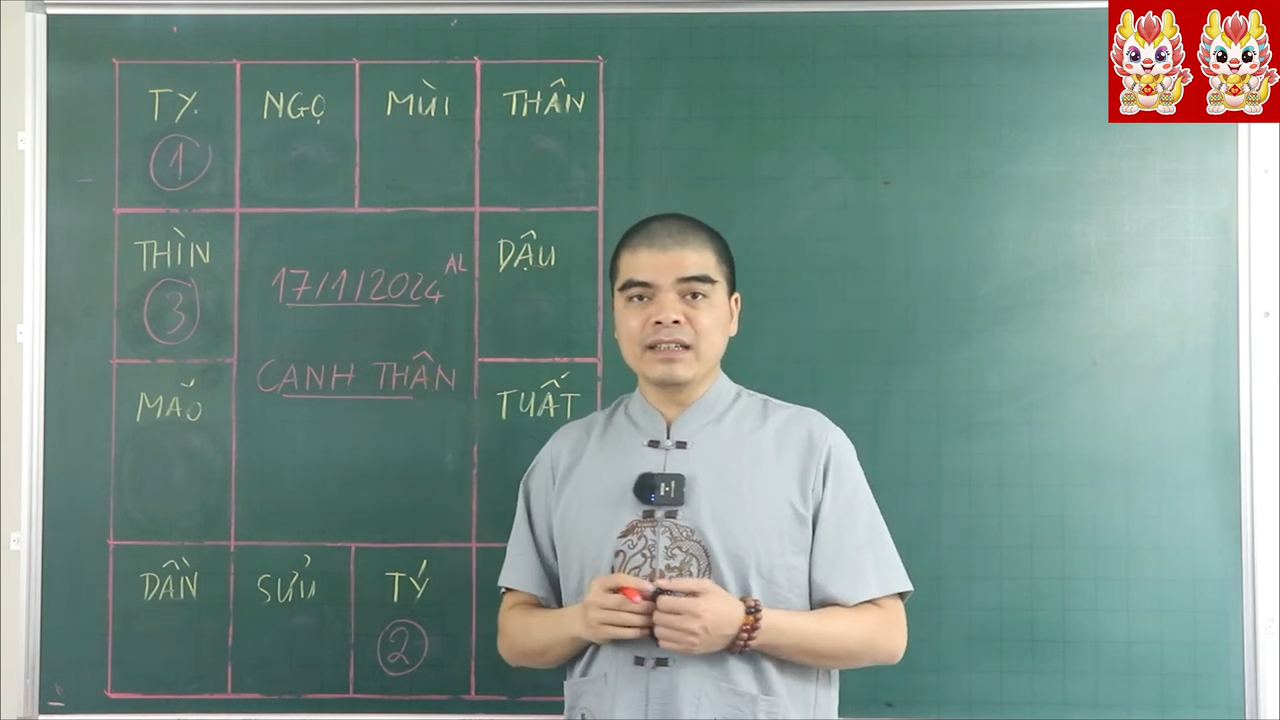 TỴ NGỌ MÙI THÂN
1
THÌN DẬU
3
17/1/2024 AL
CANH THÂN
MÃO TUẤT
DẦN SỬU TÝ
2